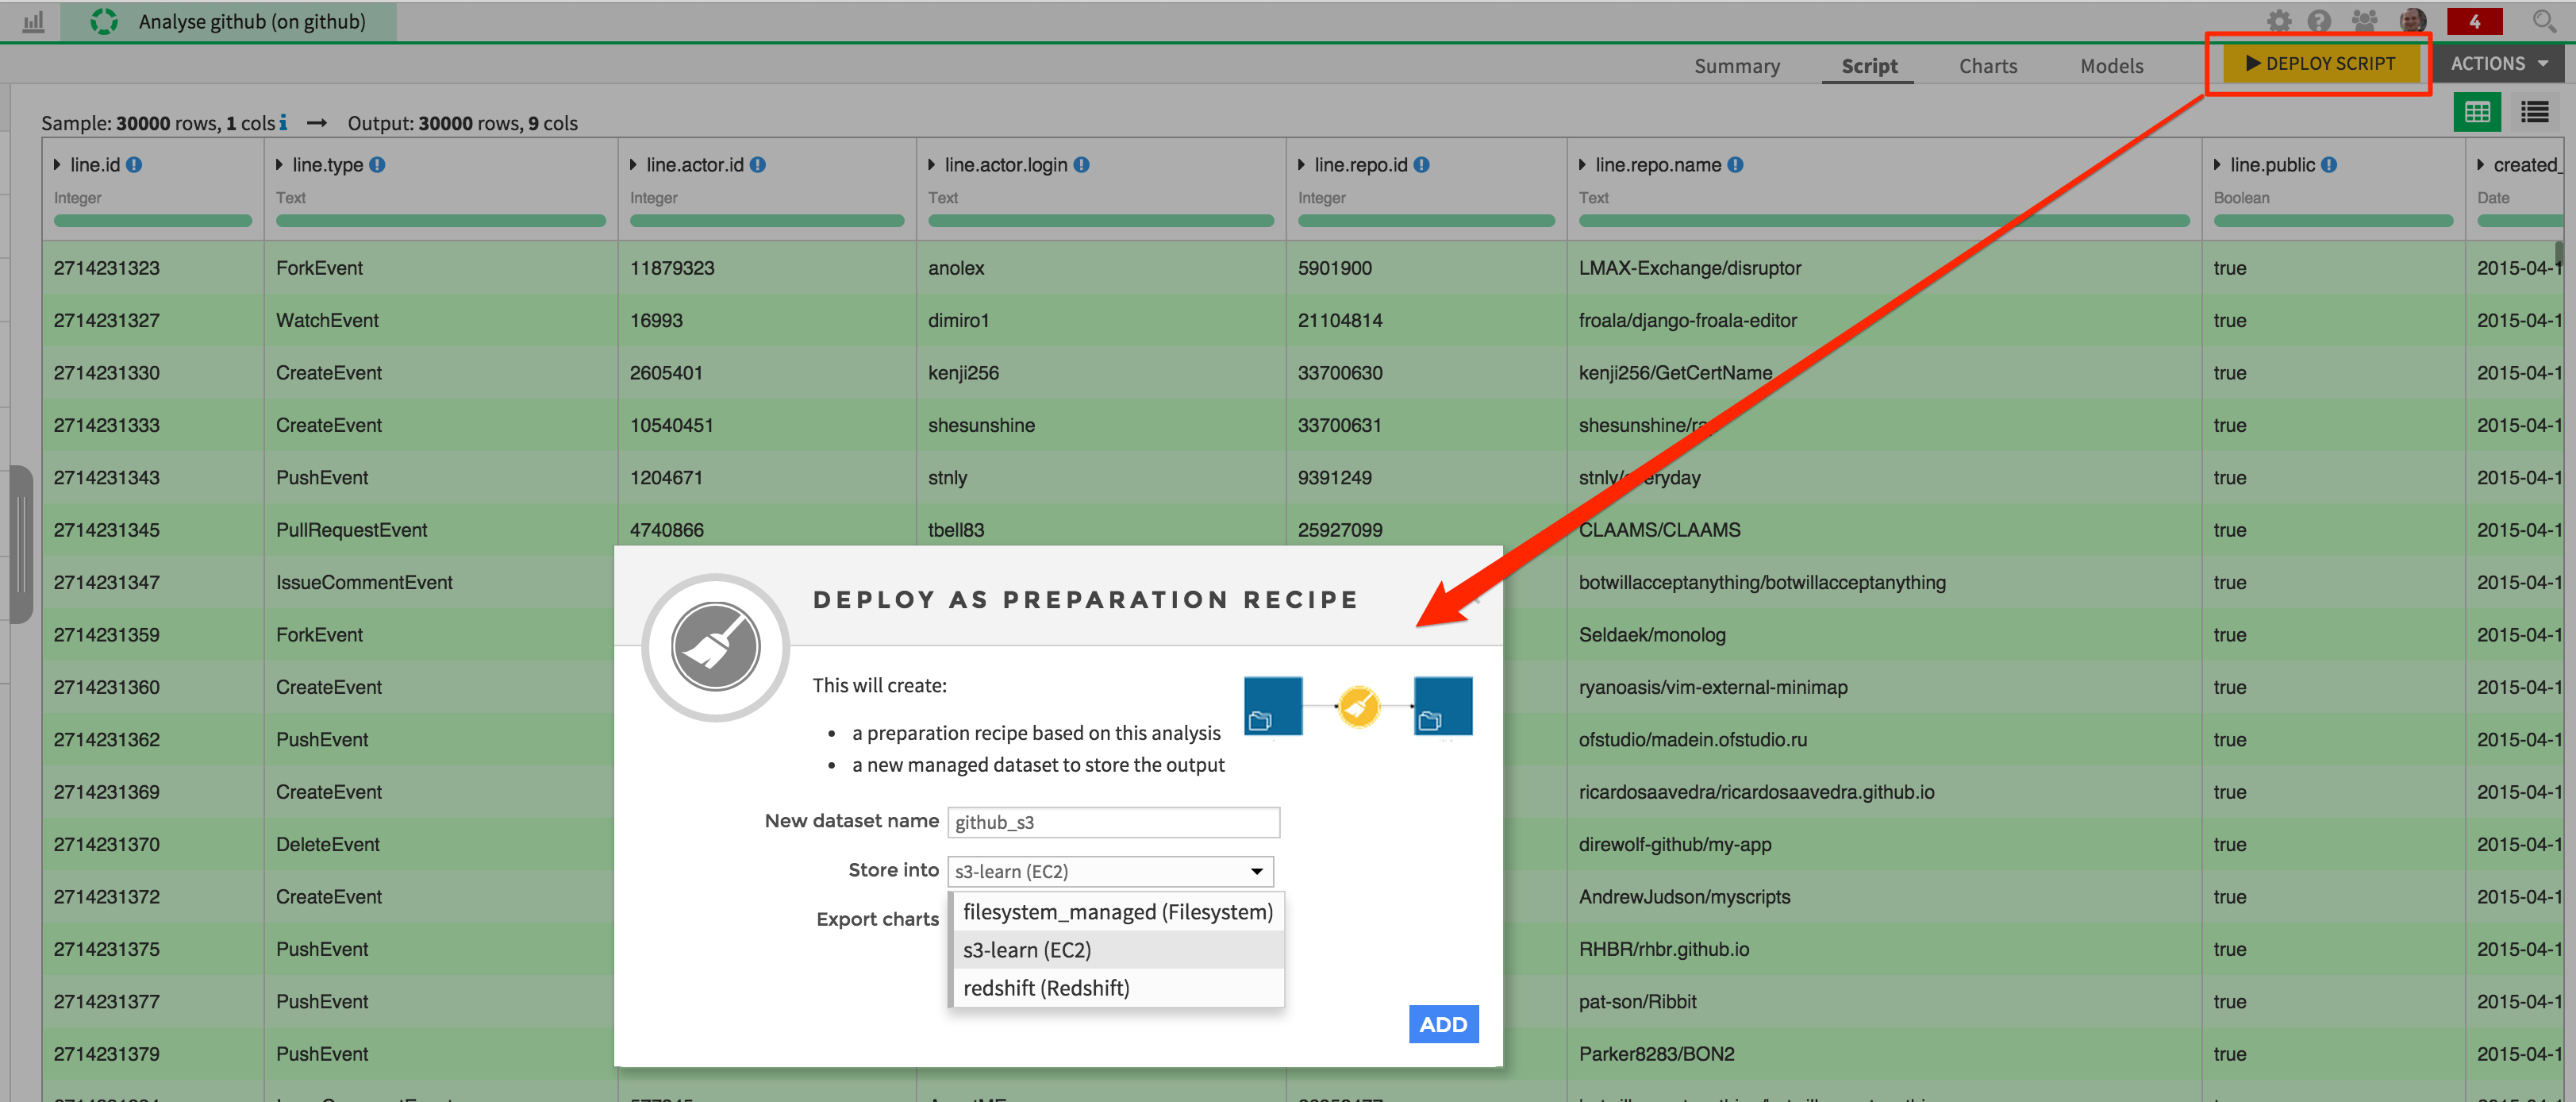 Analyse github (on github) 4
Summary Script Charts Models DEPLOY SCRIPT ACTIONS
Sample: 30000 rows, 1 cols → Output: 30000 rows, 9 cols
line.id line.type line.actor.id line.actor.login line.repo.id line.repo.name line.public created_
Integer Text Integer Text Integer Text Boolean Date
2714231323 ForkEvent 11879323 anolex 5901900 LMAX-Exchange/disruptor true 2015-04-1
2714231327 WatchEvent 16993 dimiro1 21104814 froala/django-froala-editor true 2015-04-1
2714231330 CreateEvent 2605401 kenji256 33700630 kenji256/GetCertName true 2015-04-1
2714231333 CreateEvent 10540451 shesunshine 33700631 true 2015-04-1
2714231343 PushEvent 1204671 stnly 9391249 true 2015-04-1
2714231345 PullRequestEvent 4740866 tbell83 25927099 CLAAMS/CLAAMS true 2015-04-1
2714231347 IssueCommentEvent botwillacceptanything/botwillacceptanything true 2015-04-1
2714231359 ForkEvent Seldaek/monolog true 2015-04-1
2714231360 CreateEvent ryanoasis/vim-external-minimap true 2015-04-1
2714231362 PushEvent ofstudio/madein.ofstudio.ru true 2015-04-1
2714231369 CreateEvent ricardosaavedra/ricardosaavedra.github.io true 2015-04-1
2714231370 DeleteEvent direwolf-github/my-app true 2015-04-1
2714231372 CreateEvent AndrewJudson/myscripts true 2015-04-1
2714231375 PushEvent RHBR/rhbr.github.io true 2015-04-1
2714231377 PushEvent pat-son/Ribbit true 2015-04-1
2714231379 PushEvent Parker8283/BON2 true 2015-04-1
DEPLOY AS PREPARATION RECIPE
This will create:
• a preparation recipe based on this analysis
• a new managed dataset to store the output
New dataset name github_s3
Store into s3-learn (EC2)
Export charts
filesystem_managed (Filesystem)
s3-learn (EC2)
redshift (Redshift)
ADD